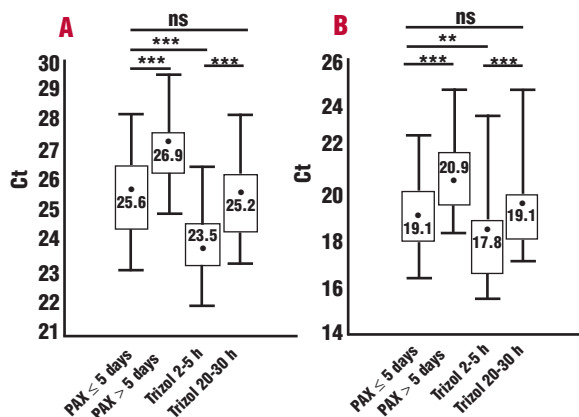 A
ns
***
*** ***
Ct
30
29
28
27
26
25
24
23
22
21
25.6
26.9
23.5
25.2
PAX ≤ 5 days
PAX > 5 days
Trizol 2-5 h
Trizol 20-30 h
B
ns
**
*** ***
Ct
26
24
22
20
18
16
14
19.1
20.9
17.8
19.1
PAX ≤ 5 days
PAX > 5 days
Trizol 2-5 h
Trizol 20-30 h